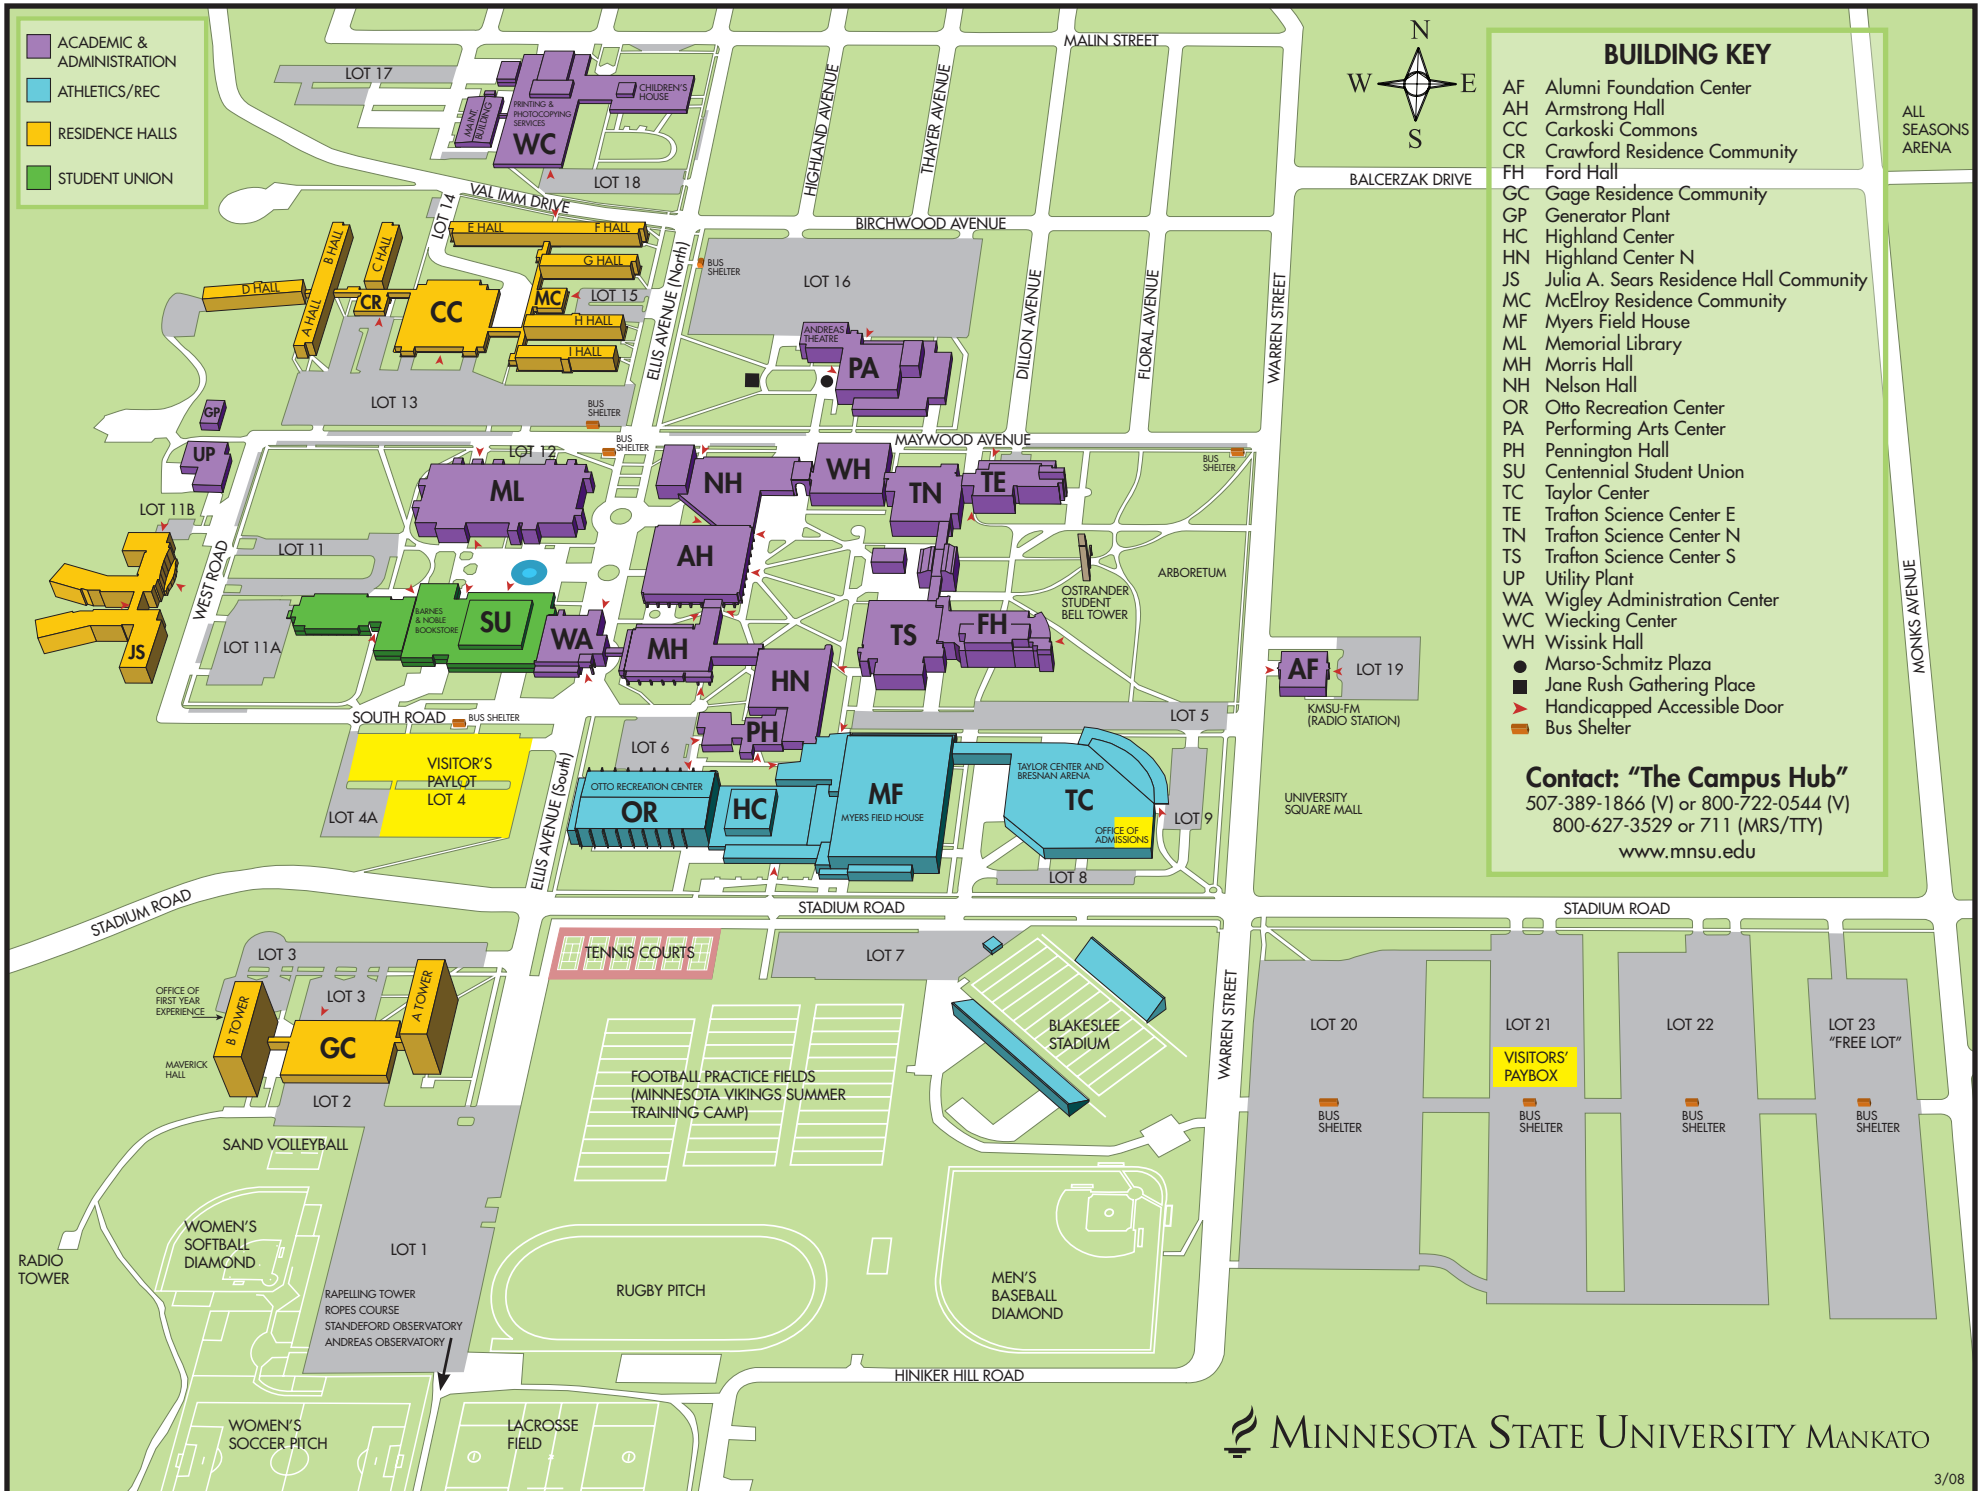 ACADEMIC &
ADMINISTRATION
ATHLETICS/REC
RESIDENCE HALLS
STUDENT UNION
MALIN STREET
LOT 17
CHILDREN'S
HOUSE
PRINTING &
PHOTOCOPYING
SERVICES
MAINT
BUILDING
WC
LOT 18
HIGHLAND AVENUE
THAYER AVENUE
N
W
E
S
ALL
SEASONS
ARENA
BALCERZAK DRIVE
VAL IMM DRIVE
LOT 14
BIRCHWOOD AVENUE
E HALL
F HALL
G HALL
B HALL
C HALL
D HALL
A HALL
CR
CC
MC
LOT 15
H HALL
I HALL
ELLIS AVENUE (North)
BUS
SHELTER
LOT 16
ANDREAS
THEATRE
PA
DILLON AVENUE
FLORAL AVENUE
WARREN STREET
LOT 13
BUS
SHELTER
GP
UP
LOT 12
BUS
SHELTER
MAYWOOD AVENUE
BUS
SHELTER
ML
NH
WH
TN
TE
LOT 11B
LOT 11
WEST ROAD
AH
ARBORETUM
OSTRANDER
STUDENT
BELL TOWER
JS
LOT 11A
BARNES
& NOBLE
BOOKSTORE
SU
WA
MH
TS
FH
HN
AF
LOT 19
KMSU-FM
(RADIO STATION)
MONKS AVENUE
SOUTH ROAD
BUS SHELTER
LOT 6
PH
LOT 5
VISITOR'S
PAYLOT
LOT 4
LOT 4A
ELLIS AVENUE (South)
OTTO RECREATION CENTER
OR
HC
MF
MYERS FIELD HOUSE
TAYLOR CENTER AND
BRESNAN ARENA
TC
OFFICE OF
ADMISSIONS
LOT 9
LOT 8
UNIVERSITY
SQUARE MALL
STADIUM ROAD
STADIUM ROAD
STADIUM ROAD
LOT 3
LOT 3
OFFICE OF
FIRST YEAR
EXPERIENCE
B TOWER
A TOWER
GC
MAVERICK
HALL
LOT 2
TENNIS COURTS
LOT 7
BLAKESLEE
STADIUM
WARREN STREET
FOOTBALL PRACTICE FIELDS
(MINNESOTA VIKINGS SUMMER
TRAINING CAMP)
LOT 20
LOT 21
VISITORS'
PAYBOX
LOT 22
LOT 23
"FREE LOT"
BUS
SHELTER
BUS
SHELTER
BUS
SHELTER
BUS
SHELTER
SAND VOLLEYBALL
WOMEN'S
SOFTBALL
DIAMOND
RADIO
TOWER
LOT 1
RAPELLING TOWER
ROPES COURSE
STANDEFORD OBSERVATORY
ANDREAS OBSERVATORY
RUGBY PITCH
MEN'S
BASEBALL
DIAMOND
HINIKER HILL ROAD
WOMEN'S
SOCCER PITCH
LACROSSE
FIELD
BUILDING KEY
AF Alumni Foundation Center
AH Armstrong Hall
CC Carkoski Commons
CR Crawford Residence Community
FH Ford Hall
GC Gage Residence Community
GP Generator Plant
HC Highland Center
HN Highland Center N
JS Julia A. Sears Residence Hall Community
MC McElroy Residence Community
MF Myers Field House
ML Memorial Library
MH Morris Hall
NH Nelson Hall
OR Otto Recreation Center
PA Performing Arts Center
PH Pennington Hall
SU Centennial Student Union
TC Taylor Center
TE Trafton Science Center E
TN Trafton Science Center N
TS Trafton Science Center S
UP Utility Plant
WA Wigley Administration Center
WC Wiecking Center
WH Wissink Hall
Marso-Schmitz Plaza
Jane Rush Gathering Place
Handicapped Accessible Door
Bus Shelter
Contact: "The Campus Hub"
507-389-1866 (V) or 800-722-0544 (V)
800-627-3529 or 711 (MRS/TTY)
www.mnsu.edu
MINNESOTA STATE UNIVERSITY MANKATO
3/08